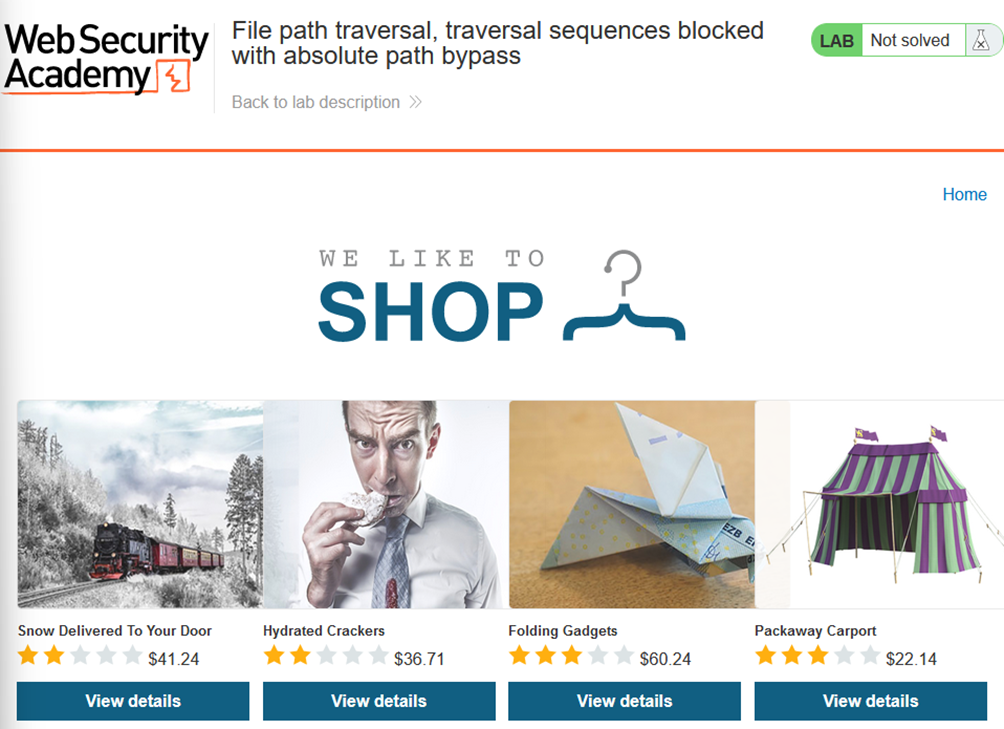 Web Security
Academy
File path traversal, traversal sequences blocked
with absolute path bypass
Back to lab description
LAB
Not solved
Home
WE LIKE TO
SHOP
EZB
Snow Delivered To Your Door
Hydrated Crackers
Folding Gadgets
Packaway Carport
$41.24
$36.71
$60.24
$22.14
View details
View details
View details
View details